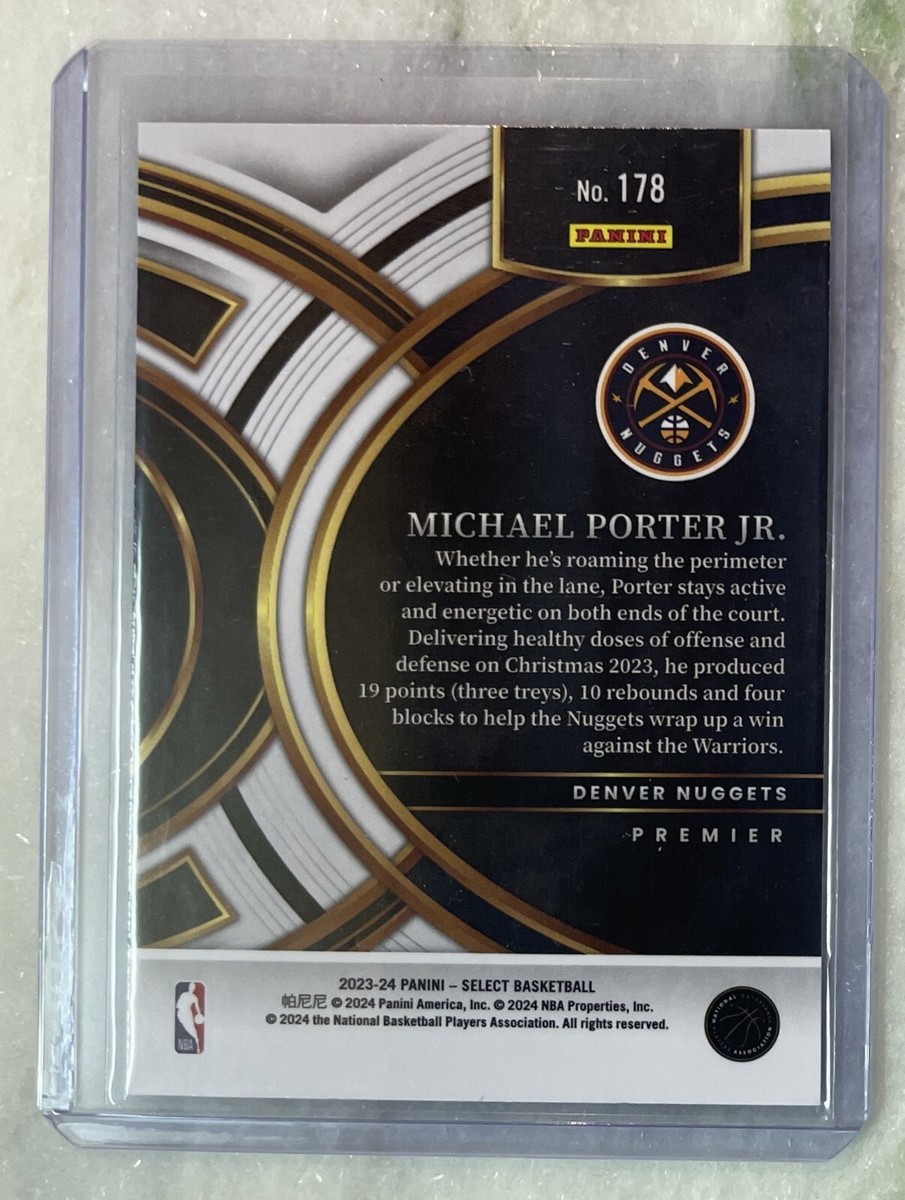 No. 178
PANINI
DENVER
NUGGETS
MICHAEL PORTER JR.
Whether he's roaming the perimeter
or elevating in the lane, Porter stays active
and energetic on both ends of the court.
Delivering healthy doses of offense and
defense on Christmas 2023, he produced
19 points (three treys), 10 rebounds and four
blocks to help the Nuggets wrap up a win
against the Warriors.
DENVER NUGGETS
PREMIER
2023-24 PANINI – SELECT BASKETBALL
帕尼尼 © 2024 Panini America, Inc. © 2024 NBA Properties, Inc.
© 2024 the National Basketball Players Association. All rights reserved.
NBA
NATIONAL BASKETBALL
PLAYERS ASSOCIATION